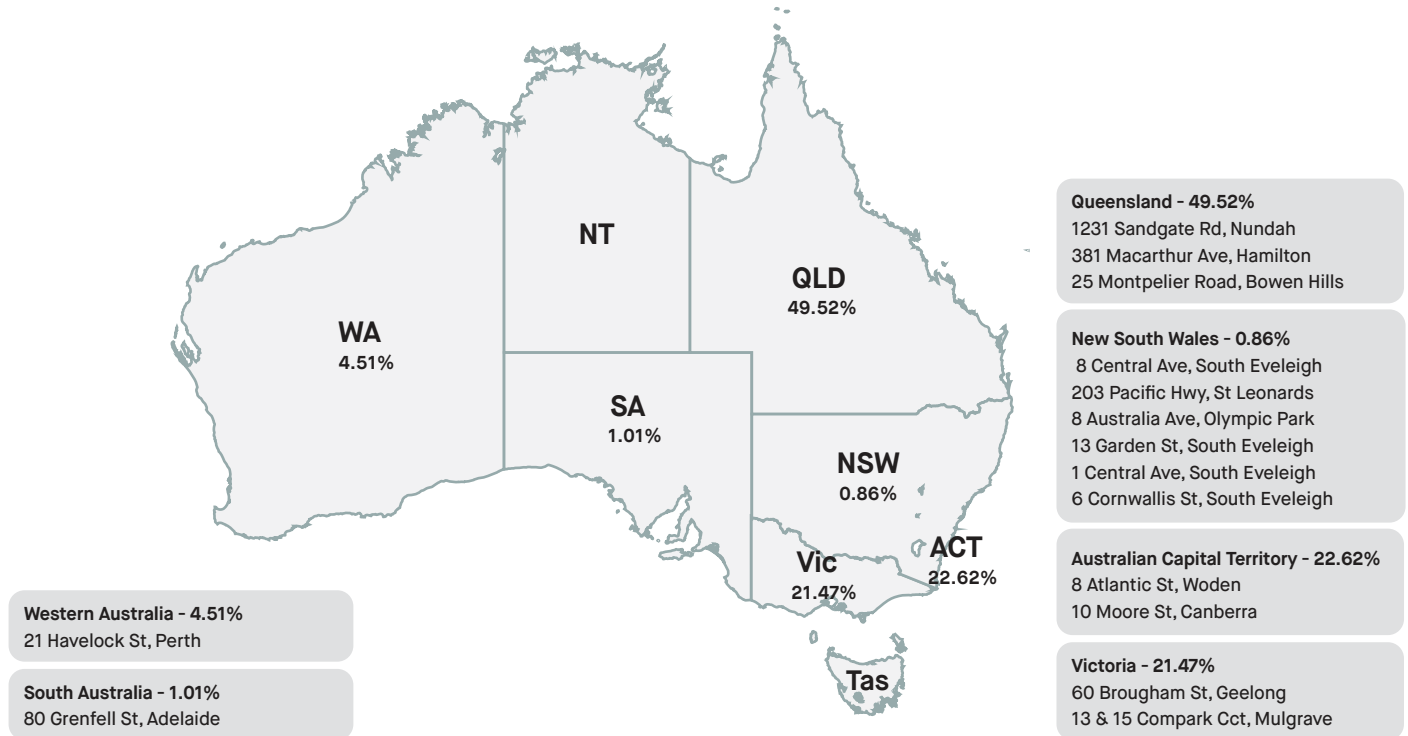 NT
QLD
49.52%
WA
4.51%
SA
1.01%
NSW
0.86%
ACT
22.62%
Vic
21.47%
Tas
Queensland - 49.52%
1231 Sandgate Rd, Nundah
381 Macarthur Ave, Hamilton
25 Montpelier Road, Bowen Hills
New South Wales - 0.86%
8 Central Ave, South Eveleigh
203 Pacific Hwy, St Leonards
8 Australia Ave, Olympic Park
13 Garden St, South Eveleigh
1 Central Ave, South Eveleigh
6 Cornwallis St, South Eveleigh
Australian Capital Territory - 22.62%
8 Atlantic St, Woden
10 Moore St, Canberra
Victoria - 21.47%
60 Brougham St, Geelong
13 & 15 Compark Cct, Mulgrave
Western Australia - 4.51%
21 Havelock St, Perth
South Australia - 1.01%
80 Grenfell St, Adelaide